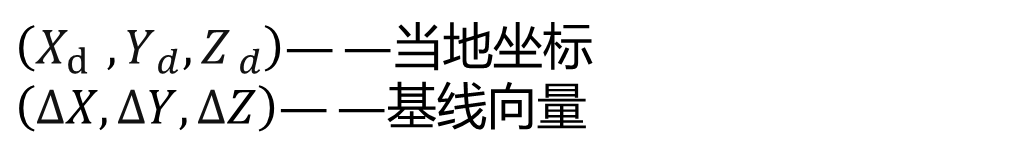 (X_d ,Y_d,Z_d)— —当地坐标
(ΔX,ΔY,ΔZ)— —基线向量